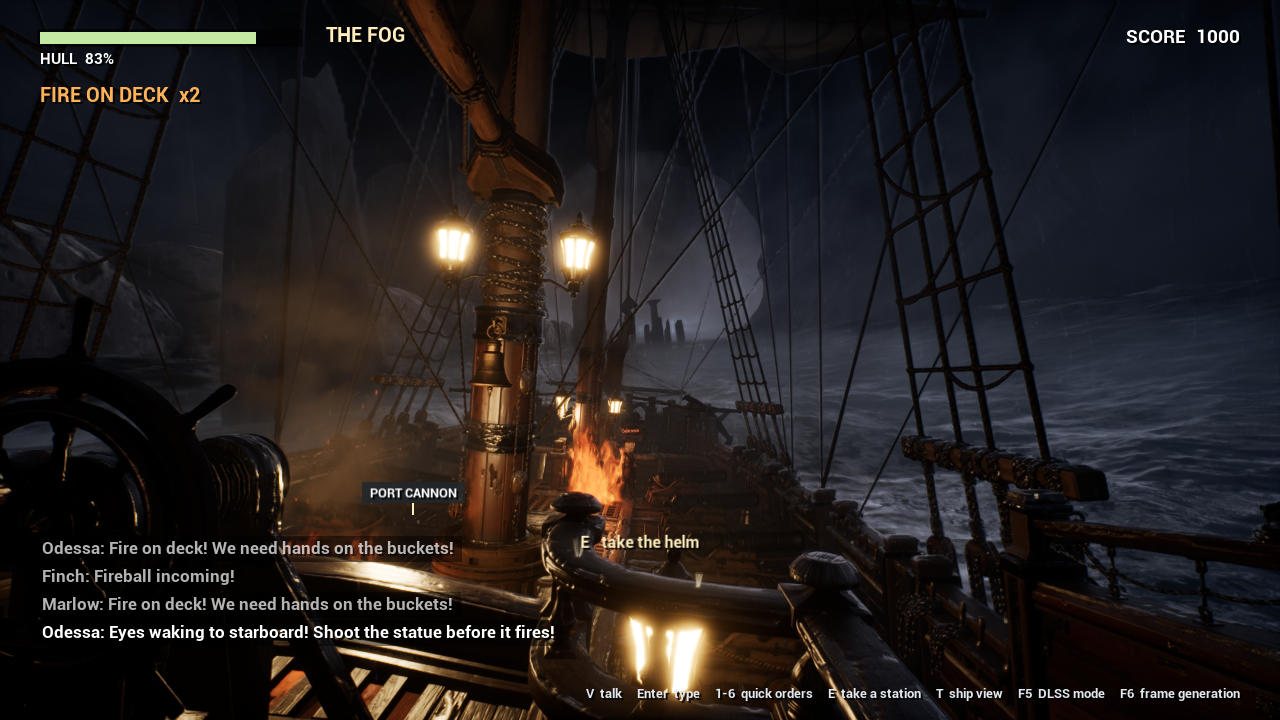 THE FOG
SCORE 1000
HULL 83%
FIRE ON DECK x2
PORT CANNON
E take the helm
Odessa: Fire on deck! We need hands on the buckets!
Finch: Fireball incoming!
Marlow: Fire on deck! We need hands on the buckets!
Odessa: Eyes waking to starboard! Shoot the statue before it fires!
V talk Enter type 1-6 quick orders E take a station T ship view F5 DLSS mode F6 frame generation